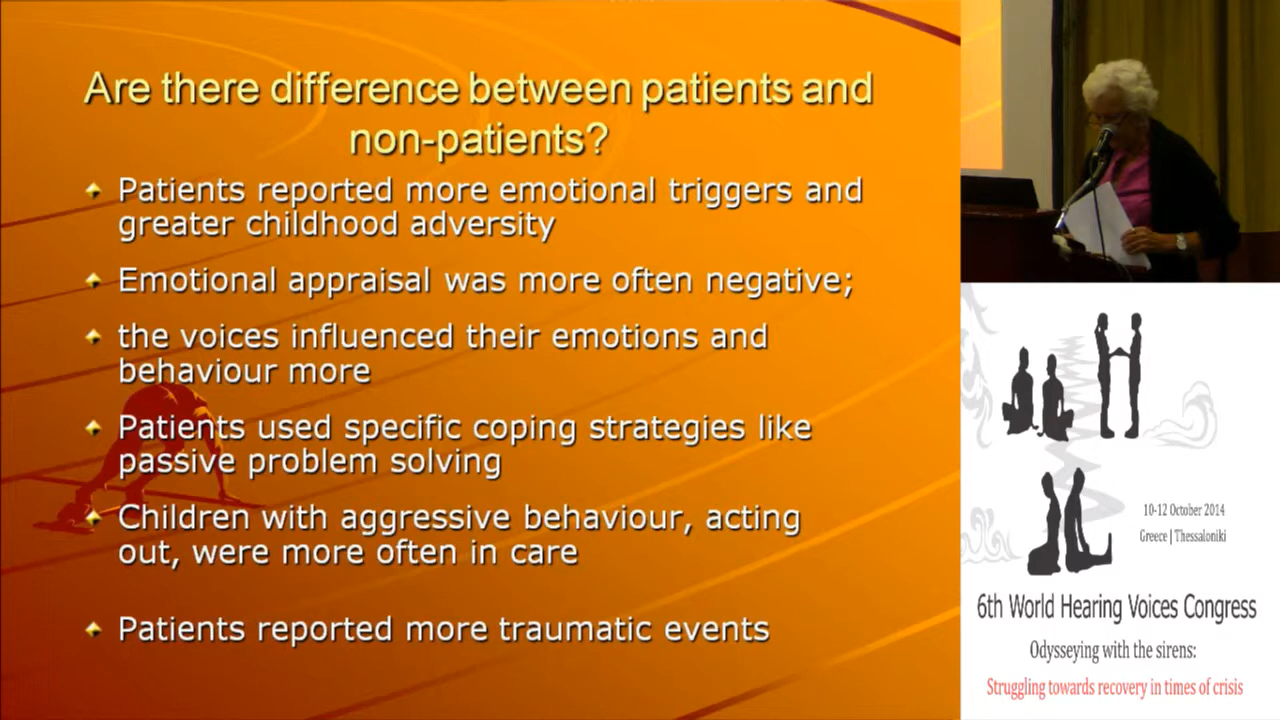 Are there difference between patients and
non-patients?
Patients reported more emotional triggers and
greater childhood adversity
Emotional appraisal was more often negative;
the voices influenced their emotions and
behaviour more
Patients used specific coping strategies like
passive problem solving
Children with aggressive behaviour, acting
out, were more often in care
Patients reported more traumatic events
10-12 October 2014
Greece | Thessaloniki
6th World Hearing Voices Congress
Odysseying with the sirens:
Struggling towards recovery in times of crisis